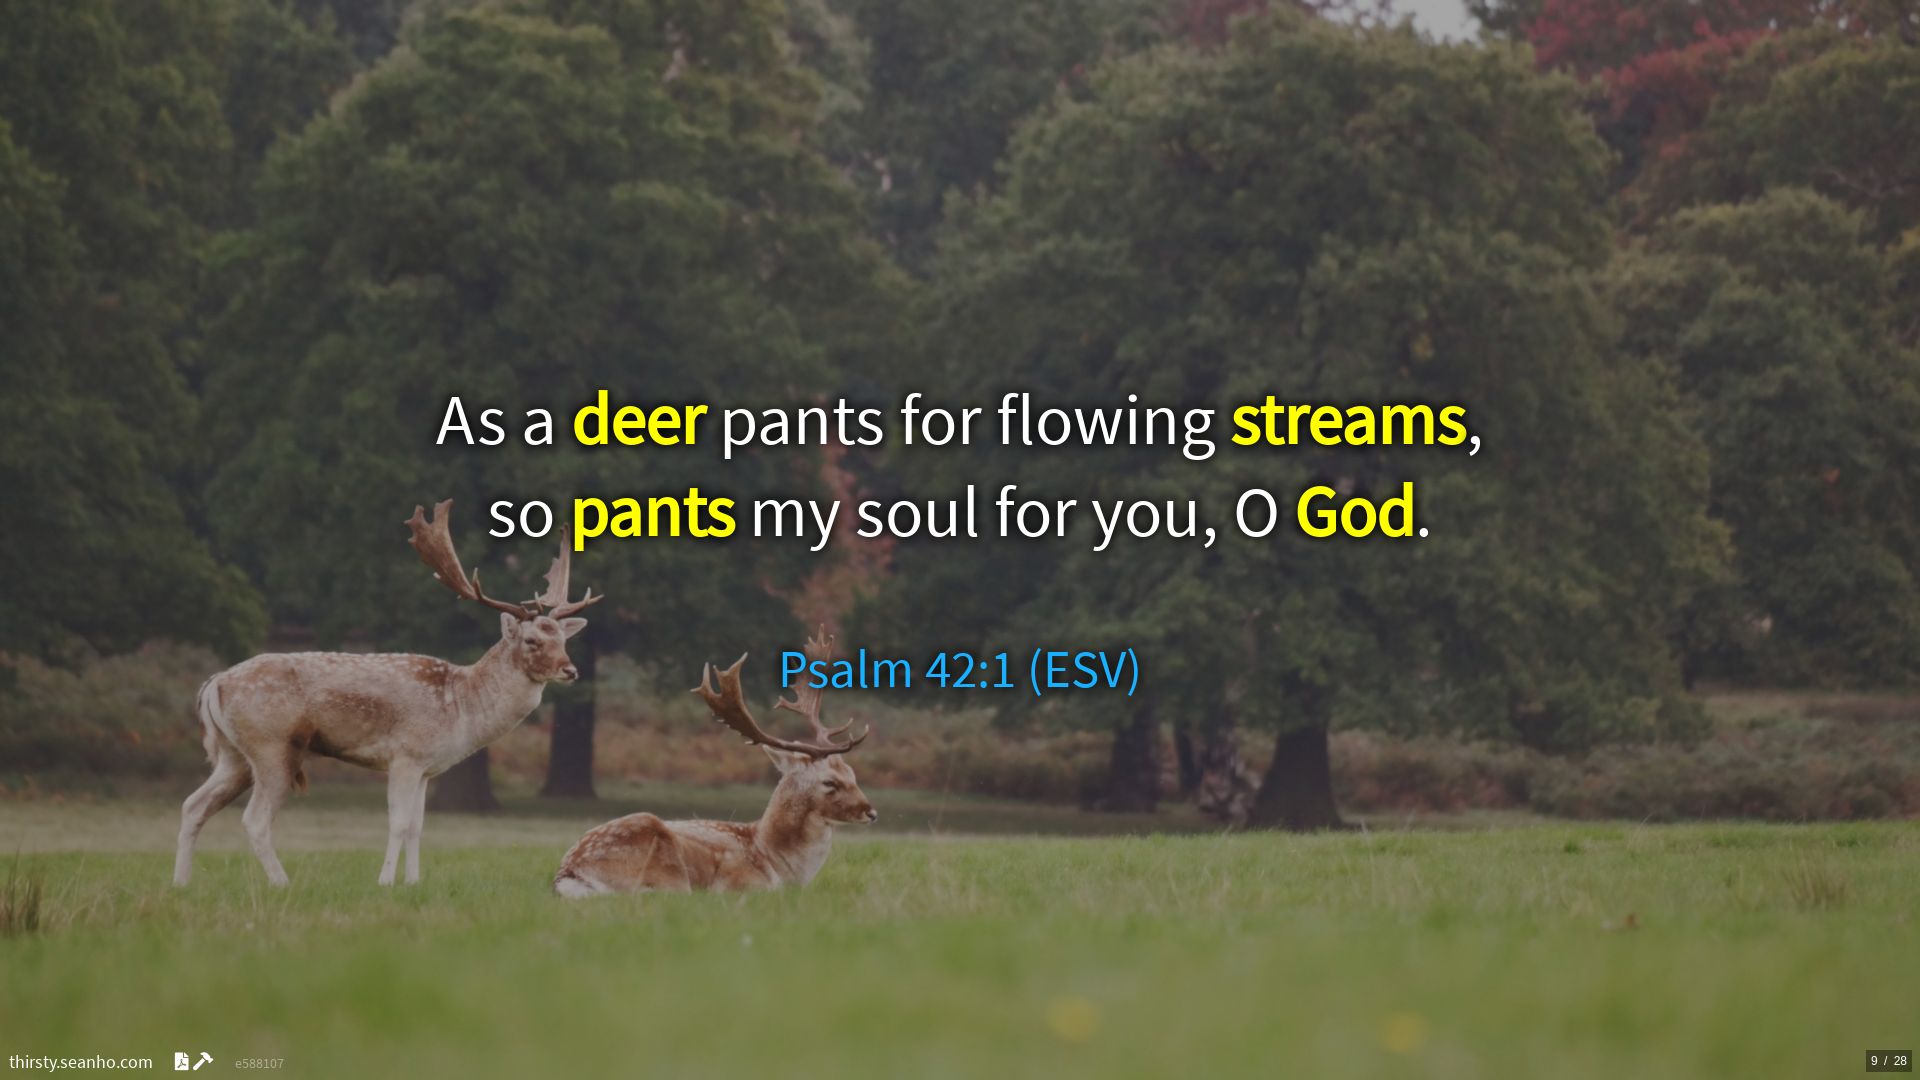 As a deer pants for flowing streams,
so pants my soul for you, O God.
Psalm 42:1 (ESV)
thirsty.seanho.com e588107
9 / 28